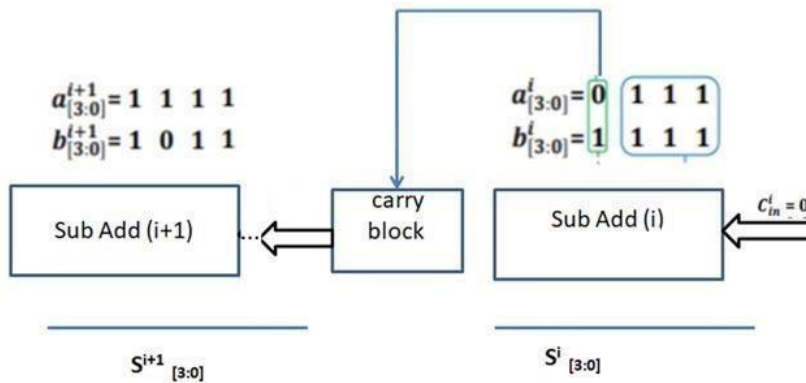 a^{i+1}_{[3:0]}= 1 1 1 1
b^{i+1}_{[3:0]}= 1 0 1 1
a^{i}_{[3:0]}= 0 1 1 1
b^{i}_{[3:0]}= 1 1 1 1
Sub Add (i+1)
...
carry
block
Sub Add (i)
C^{i}_{in} = 0
S^{i+1}_{[3:0]}
S^{i}_{[3:0]}